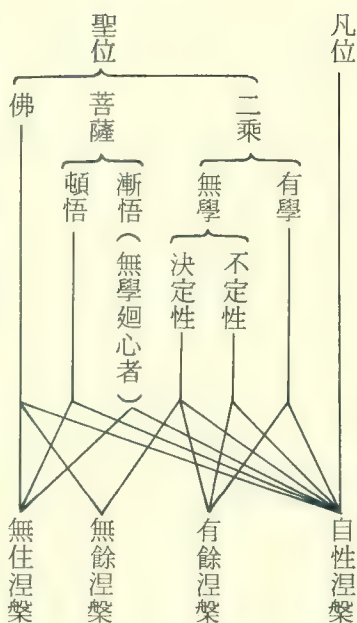 凡位
聖位
二乘
菩薩
佛
有學
無學
漸悟(無學廻心者)
頓悟
不定性
決定性
自性涅槃
有餘涅槃
無餘涅槃
無住涅槃